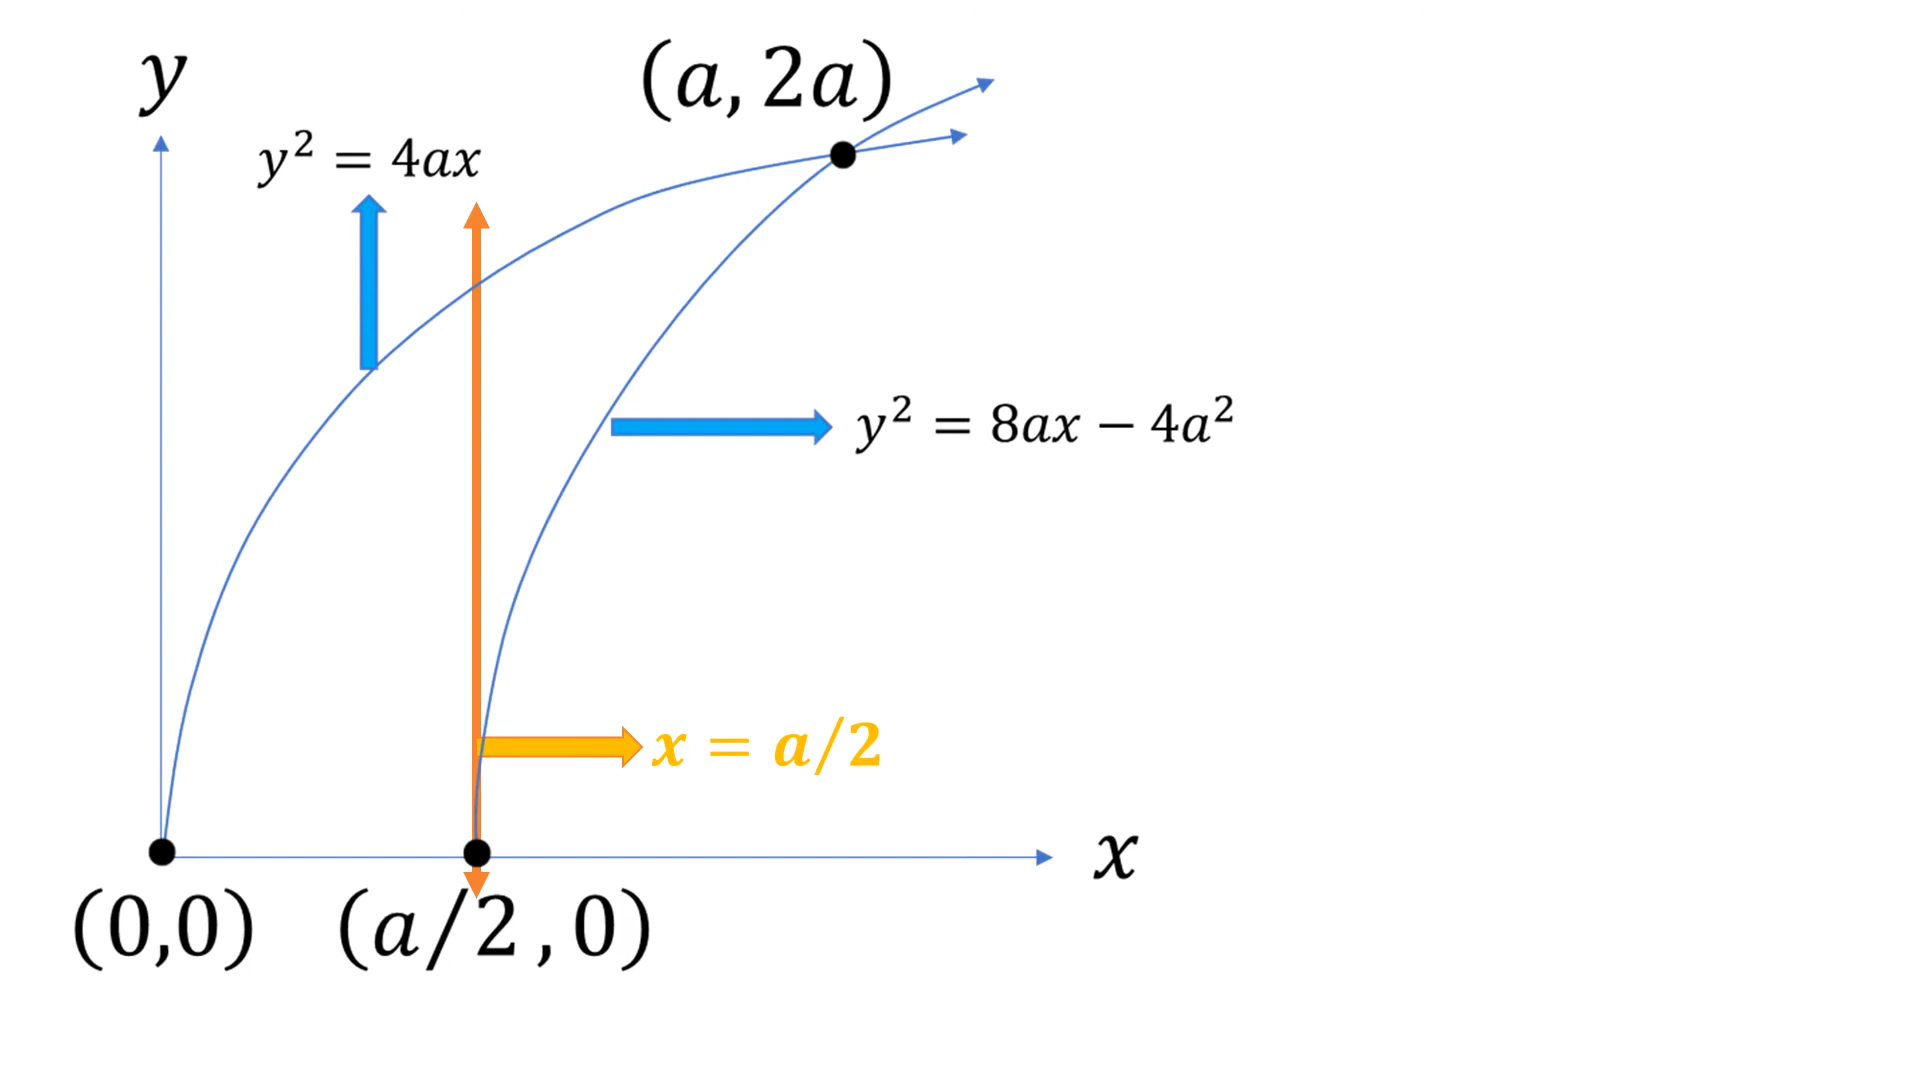 y
(a, 2a)
y² = 4ax
y² = 8ax − 4a²
x = a/2
x
(0,0)
(a/2 , 0)